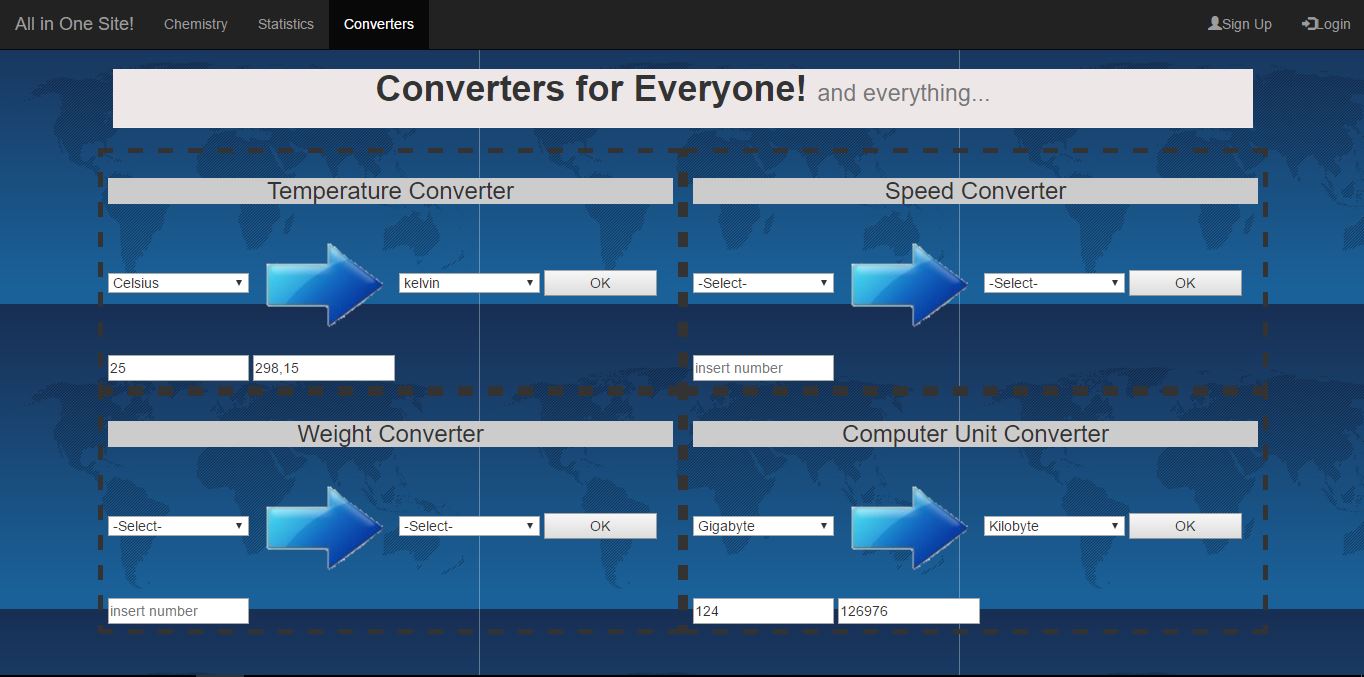 All in One Site! Chemistry Statistics Converters Sign Up Login
Converters for Everyone! and everything...
Temperature Converter
Celsius kelvin OK
25 298,15
Speed Converter
-Select- -Select- OK
insert number
Weight Converter
-Select- -Select- OK
insert number
Computer Unit Converter
Gigabyte Kilobyte OK
124 126976